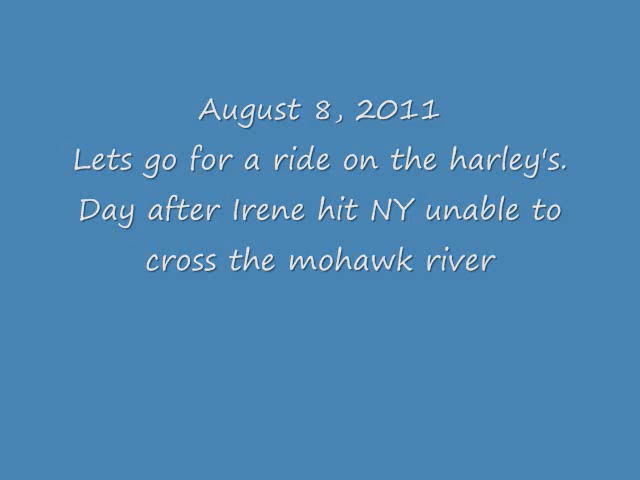 August 8, 2011
Lets go for a ride on the harley's.
Day after Irene hit NY unable to
cross the mohawk river